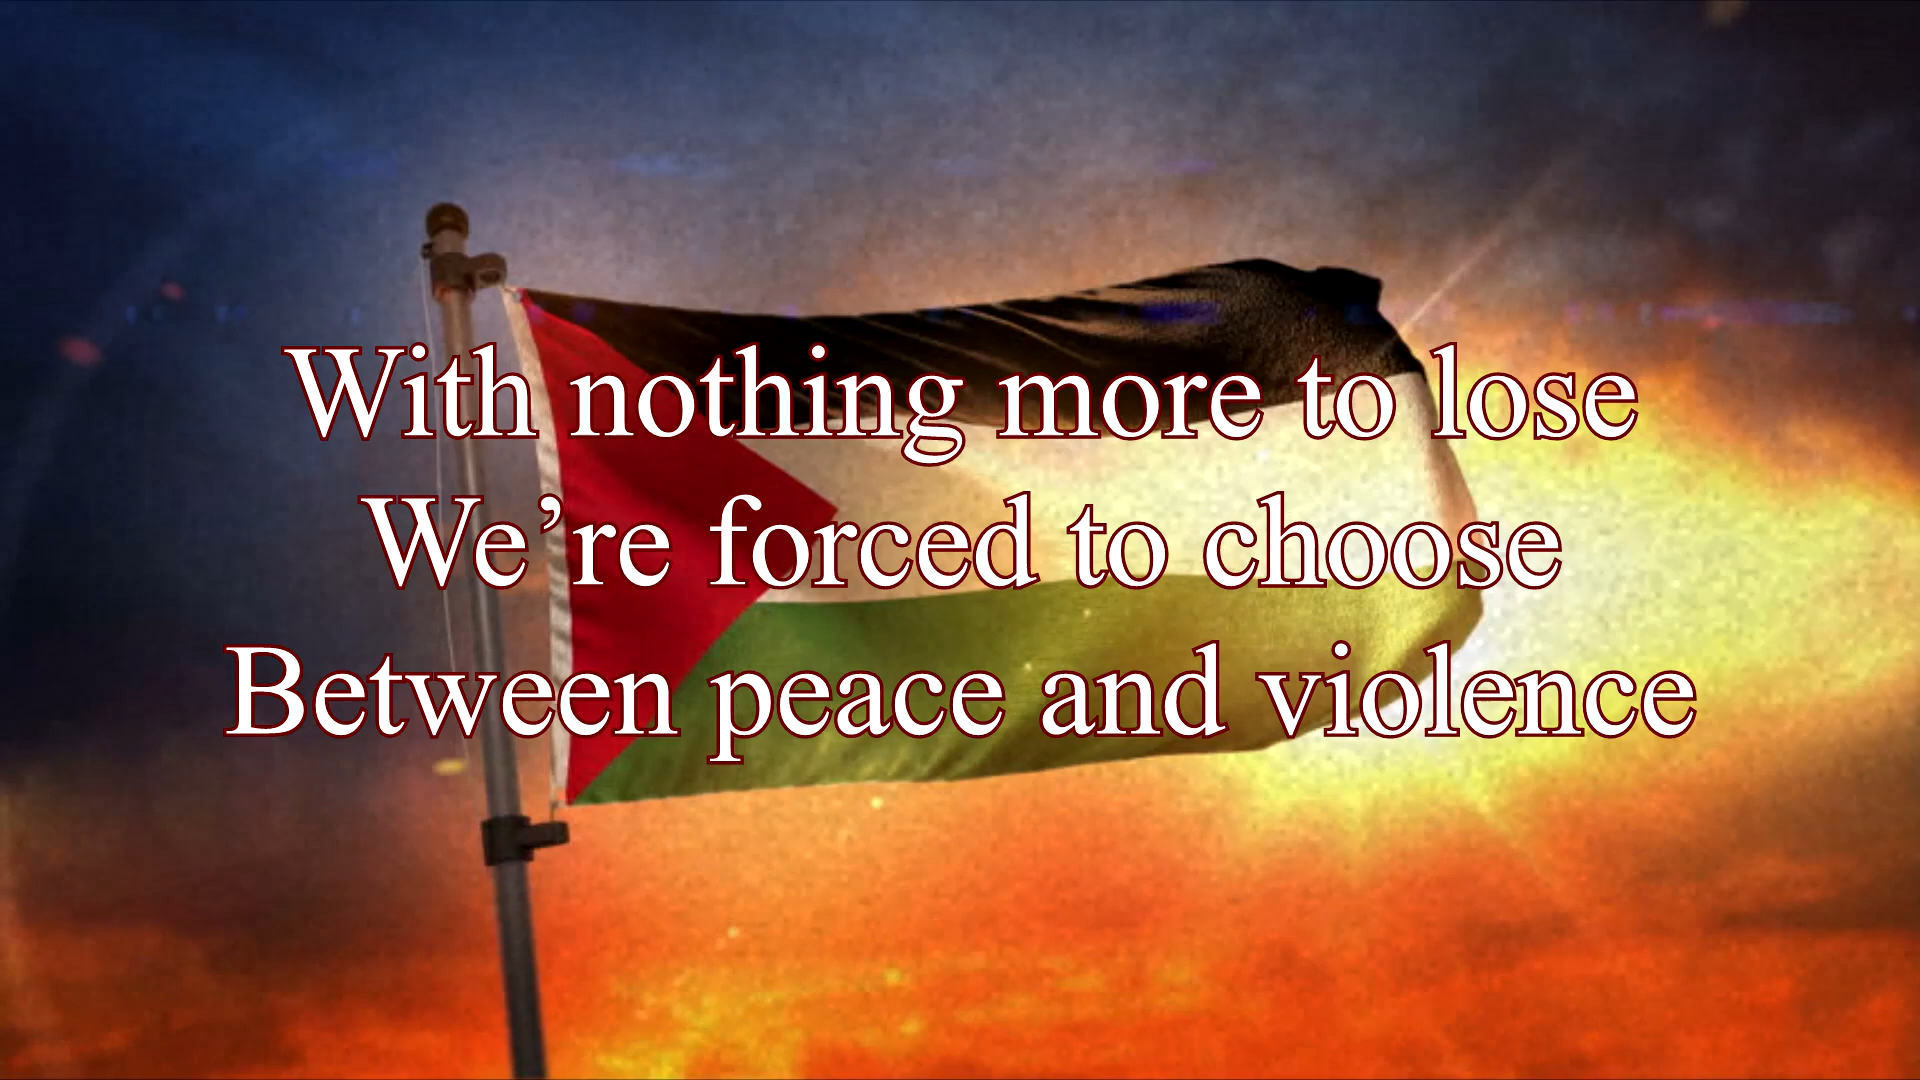 With nothing more to lose
We’re forced to choose
Between peace and violence